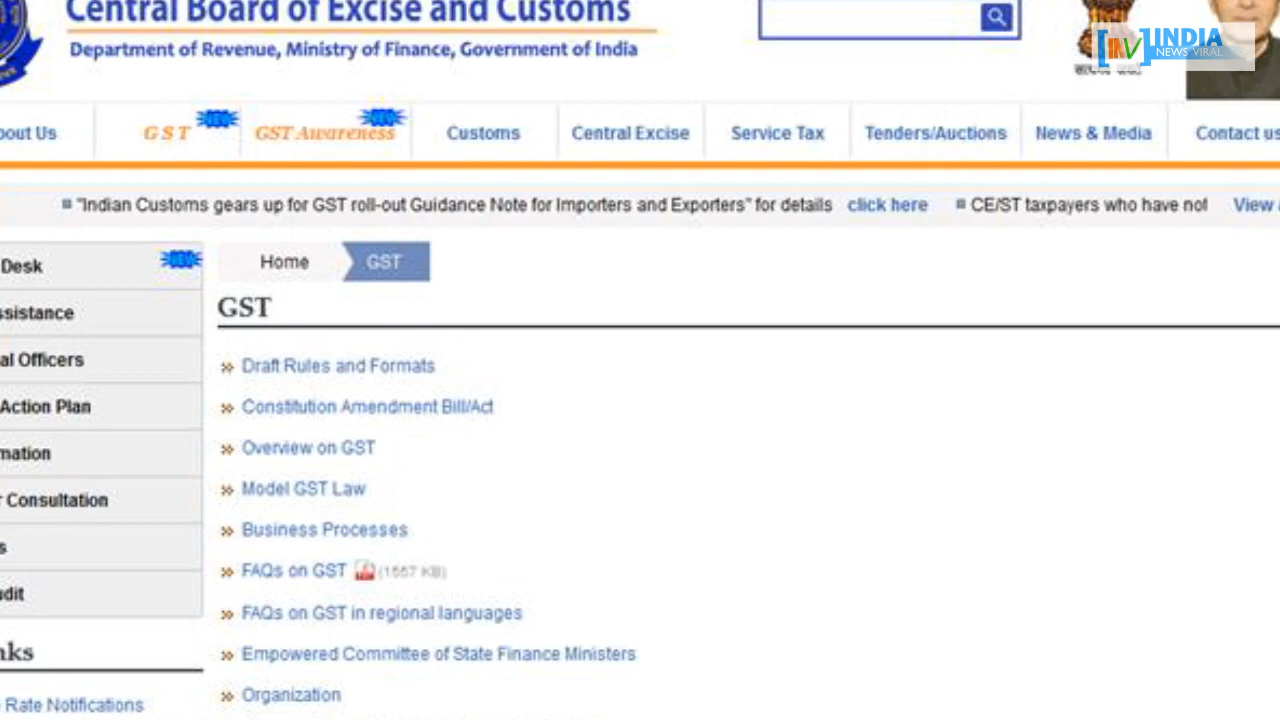 Central Board of Excise and Customs
Department of Revenue, Ministry of Finance, Government of India
INDIA
NEWS VIRAL
bout Us
GST
GST Awareness
Customs
Central Excise
Service Tax
Tenders/Auctions
News & Media
Contact us
"Indian Customs gears up for GST roll-out Guidance Note for Importers and Exporters" for details click here
CE/ST taxpayers who have not
View
Desk
ssistance
al Officers
Action Plan
mation
r Consultation
s
udit
nks
Rate Notifications
Home
GST
GST
Draft Rules and Formats
Constitution Amendment Bill/Act
Overview on GST
Model GST Law
Business Processes
FAQs on GST (1557 KB)
FAQs on GST in regional languages
Empowered Committee of State Finance Ministers
Organization